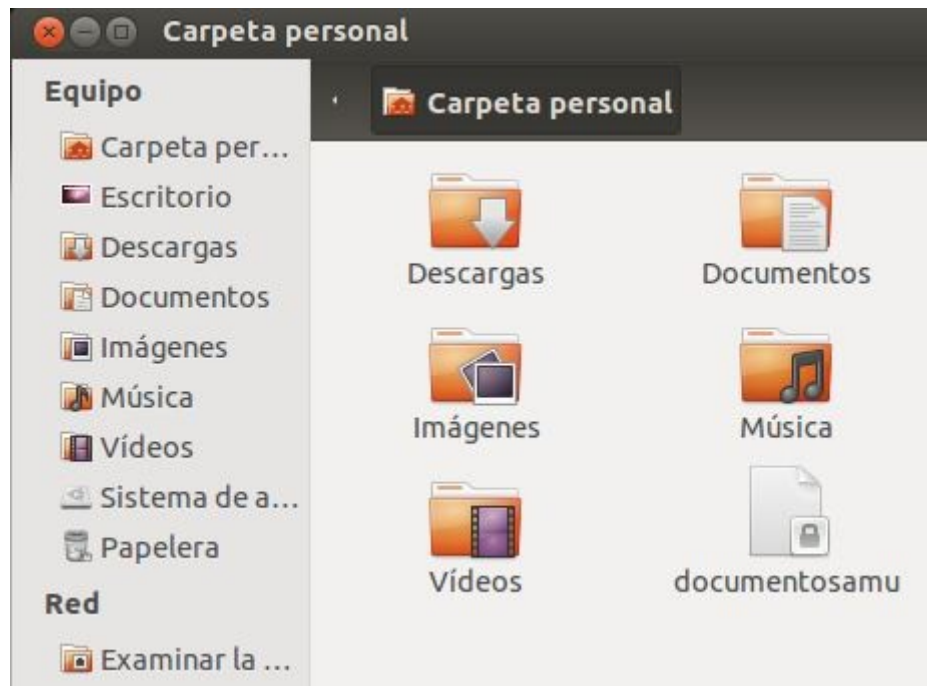 Carpeta personal
Equipo
Carpeta per...
Escritorio
Descargas
Documentos
Imágenes
Música
Vídeos
Sistema de a...
Papelera
Red
Examinar la ...
Carpeta personal
Descargas
Documentos
Imágenes
Música
Vídeos
documentosamu